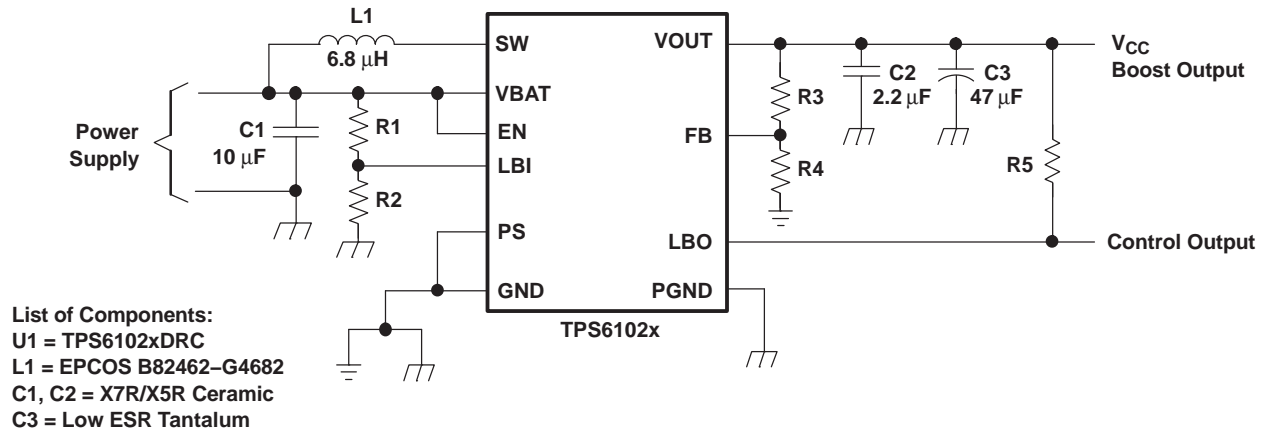 L1
6.8 μH
SW
VOUT
VCC
Boost Output
C2
2.2 μF
C3
47 μF
R3
VBAT
Power
Supply
C1
10 μF
R1
EN
FB
LBI
R4
R5
R2
PS
LBO
Control Output
GND
PGND
TPS6102x
List of Components:
U1 = TPS6102xDRC
L1 = EPCOS B82462–G4682
C1, C2 = X7R/X5R Ceramic
C3 = Low ESR Tantalum